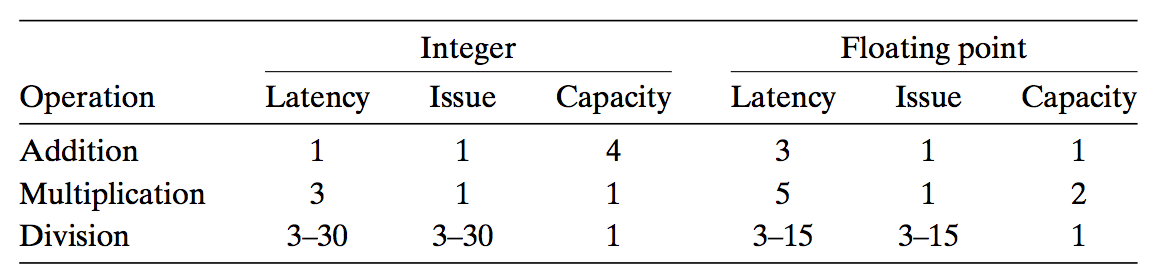 Integer Floating point
Operation Latency Issue Capacity Latency Issue Capacity
Addition 1 1 4 3 1 1
Multiplication 3 1 1 5 1 2
Division 3–30 3–30 1 3–15 3–15 1